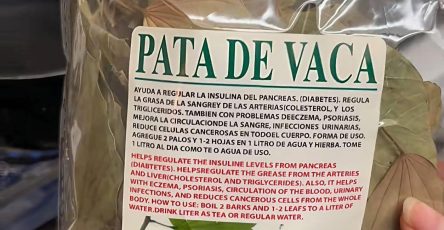 PATA DE VACA
AYUDA A REGULAR LA INSULINA DEL PANCREAS. (DIABETES). REGULA
LA GRASA DE LA SANGREY DE LAS ARTERIAS(COLESTEROL, Y LOS
TRIGLICERIDOS. TAMBIEN CON PROBLEMAS DEECZEMA, PSORIASIS,
MEJORA LA CIRCULACIONDE LA SANGRE, INFECCIONES URINARIAS,
REDUCE CELULAS CANCEROSAS EN TODOEL CUERPO. FORMA DE USO.
AGREGUE 2 PALOS Y 1-2 HOJAS EN 1 LITRO DE AGUA Y HIERBA. TOME
1 LITRO AL DIA COMO TE O AGUA DE USO.
HELPS REGULATE THE INSULINE LEVELS FROM PANCREAS
(DIABETES). HELPSREGULATE THE GREASE FROM THE ARTERIES
AND LIVER(CHOLESTEROL AND TRIGLYCERIDES). ALSO, IT HELPS
WITH ECZEMA, PSORIASIS, CIRCULATION OF THE BLOOD, URINARY
INFECTIONS, AND REDUCES CANCEROUS CELLS FROM THE WHOLE
BODY. HOW TO USE: BOIL 2 BARKS AND 1-2 LEAFS TO A LITER OF
WATER.DRINK LITER AS TEA OR REGULAR WATER.